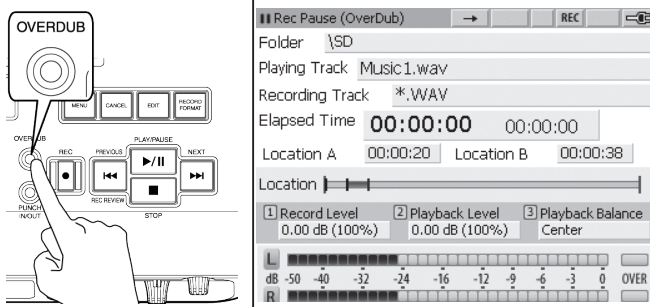 OVERDUB
MENU
CANCEL
EDIT
RECORD
FORMAT
OVERDUB
REC
PREVIOUS
PLAY/PAUSE
NEXT
REC REVIEW
STOP
PUNCH
IN/OUT
Rec Pause (OverDub) REC
Folder \SD
Playing Track Music1.wav
Recording Track *.WAV
Elapsed Time 00:00:00 00:00:00
Location A 00:00:20 Location B 00:00:38
Location
1 Record Level 2 Playback Level 3 Playback Balance
0.00 dB (100%) 0.00 dB (100%) Center
L
dB -50 -40 -32 -24 -16 -12 -9 -6 -3 0 OVER
R